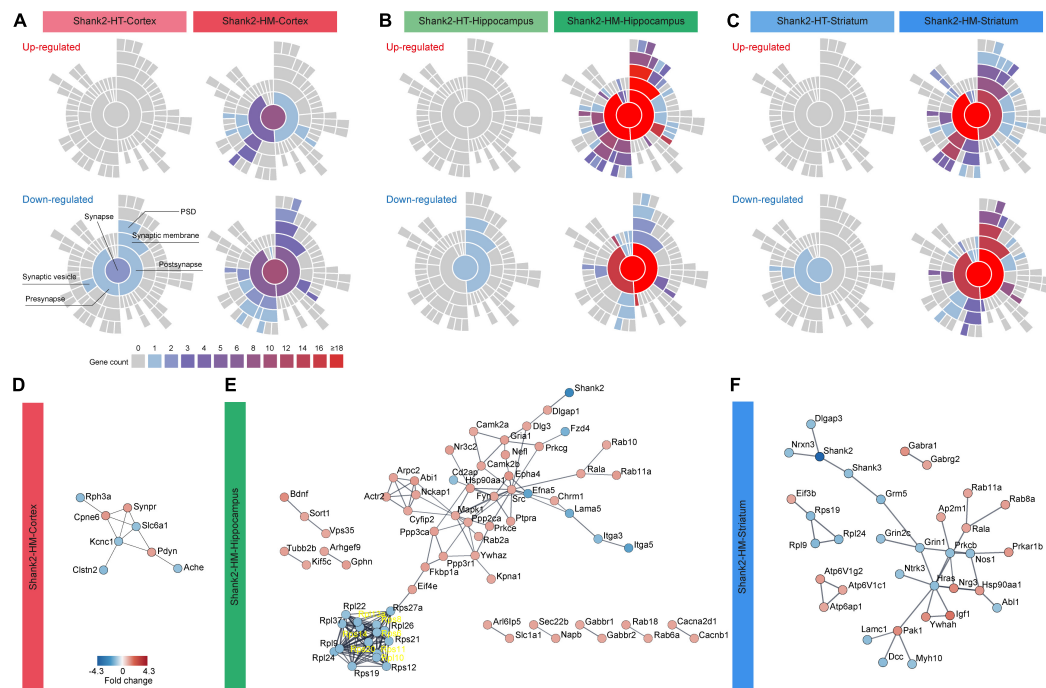 A
Shank2-HT-Cortex
Shank2-HM-Cortex
Up-regulated
Down-regulated
Synapse
PSD
Synaptic membrane
Postsynapse
Synaptic vesicle
Presynapse
0 1 2 3 4 5 6 8 10 12 14 16 ≥18
Gene count
B
Shank2-HT-Hippocampus
Shank2-HM-Hippocampus
Up-regulated
Down-regulated
C
Shank2-HT-Striatum
Shank2-HM-Striatum
Up-regulated
Down-regulated
D
Shank2-HM-Cortex
Rph3a
Synpr
Cpne6
Slc6a1
Kcnc1
Pdyn
Clstn2
Ache
-4.3 0 4.3
Fold change
E
Shank2-HM-Hippocampus
Shank2
Dlgap1
Camk2a
Dlg3
Fzd4
Gria1
Nr3c2
Prkcg
Nefl
Rab10
Camk2b
Cd2ap
Arpc2
Abi1
Hsp90aa1
Epha4
Rala
Rab11a
Actr2
Nckap1
Fyn
Src
Efna5
Chrm1
Bdnf
Mapk1
Lama5
Sort1
Cyfip2
Ppp2ca
Ptpra
Vps35
Ppp3ca
Prkce
Rab2a
Itga3
Itga5
Tubb2b
Arhgef9
Kif5c
Gphn
Ppp3r1
Ywhaz
Fkbp1a
Kpna1
Eif4e
Rpl22
Rps27a
Rpl37
Rpl26
Rps21
Rpl9
Rpl24
Rps19
Rps12
Arl6Ip5
Slc1a1
Sec22b
Napb
Gabbr1
Gabbr2
Rab18
Rab6a
Cacna2d1
Cacnb1
F
Shank2-HM-Striatum
Dlgap3
Nrxn3
Shank2
Gabra1
Gabrg2
Shank3
Grm5
Eif3b
Rps19
Rpl9
Rpl24
Rab11a
Rab8a
Ap2m1
Rala
Grin2c
Grin1
Prkcb
Nos1
Prkar1b
Atp6V1g2
Atp6V1c1
Atp6ap1
Ntrk3
Hras
Nrg3
Hsp90aa1
Abl1
Igf1
Ywhah
Lamc1
Pak1
Dcc
Myh10